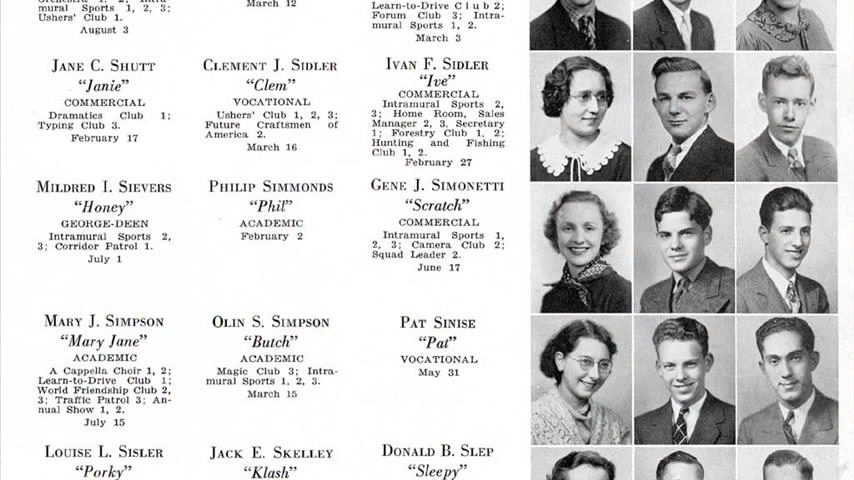 mural Sports 1, 2, 3;
Ushers' Club 1.
August 3
March 12
Learn-to-Drive Club 2;
Forum Club 3; Intra-
mural Sports 1, 2.
March 3
JANE C. SHUTT
"Janie"
COMMERCIAL
Dramatics Club 1;
Typing Club 3.
February 17
CLEMENT J. SIDLER
"Clem"
VOCATIONAL
Ushers' Club 1, 2, 3;
Future Craftsmen of
America 2.
March 16
IVAN F. SIDLER
"Ive"
COMMERCIAL
Intramural Sports 2,
3; Home Room, Sales
Manager 2, 3, Secretary
1; Forestry Club 1, 2;
Hunting and Fishing
Club 1, 2.
February 27
MILDRED I. SIEVERS
"Honey"
GEORGE-DEEN
Intramural Sports 2,
3; Corridor Patrol 1.
July 1
PHILIP SIMMONDS
"Phil"
ACADEMIC
February 2
GENE J. SIMONETTI
"Scratch"
COMMERCIAL
Intramural Sports 1,
2, 3; Camera Club 2;
Squad Leader 2.
June 17
MARY J. SIMPSON
"Mary Jane"
ACADEMIC
A Cappella Choir 1, 2;
Learn-to-Drive Club 1;
World Friendship Club 2,
3; Traffic Patrol 3; An-
nual Show 1, 2.
July 15
OLIN S. SIMPSON
"Butch"
ACADEMIC
Magic Club 3; Intra-
mural Sports 1, 2, 3.
March 15
PAT SINISE
"Pat"
VOCATIONAL
May 31
LOUISE L. SISLER
"Porky"
JACK E. SKELLEY
"Klash"
DONALD B. SLEP
"Sleepy"